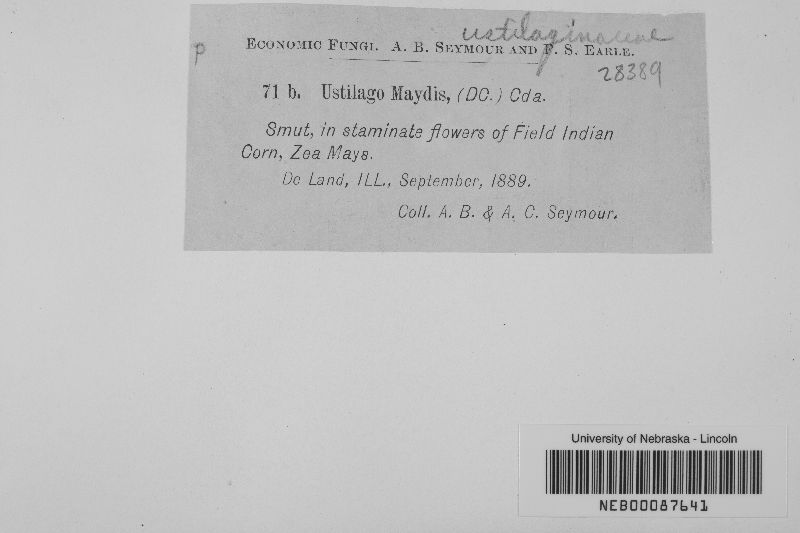 ustilaginaceae
p
ECONOMIC FUNGI. A. B. SEYMOUR AND F. S. EARLE.
28389
71 b. Ustilago Maydis, (DC.) Cda.
Smut, in staminate flowers of Field Indian
Corn, Zea Mays.
De Land, ILL., September, 1889.
Coll. A. B. & A. C. Seymour.
University of Nebraska - Lincoln
NEB00087641